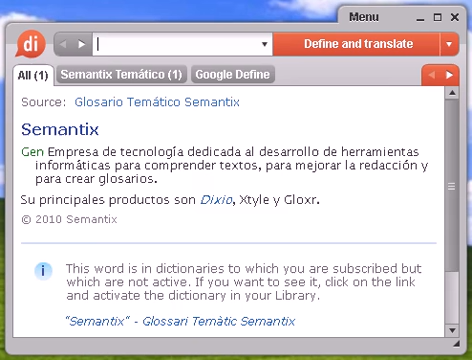 Menu
di
Define and translate
All (1) Semantix Temático (1) Google Define
Source: Glosario Temático Semantix
Semantix
Gen Empresa de tecnología dedicada al desarrollo de herramientas
informáticas para comprender textos, para mejorar la redacción y
para crear glosarios.
Su principales producтos son Dixio, Xtyle y Gloxr.
© 2010 Semantix
i
This word is in dictionaries to which you are subscribed but
which are not active. If you want to see it, click on the link
and activate the dictionary in your Library.
"Semantix" - Glossari Temàtic Semantix